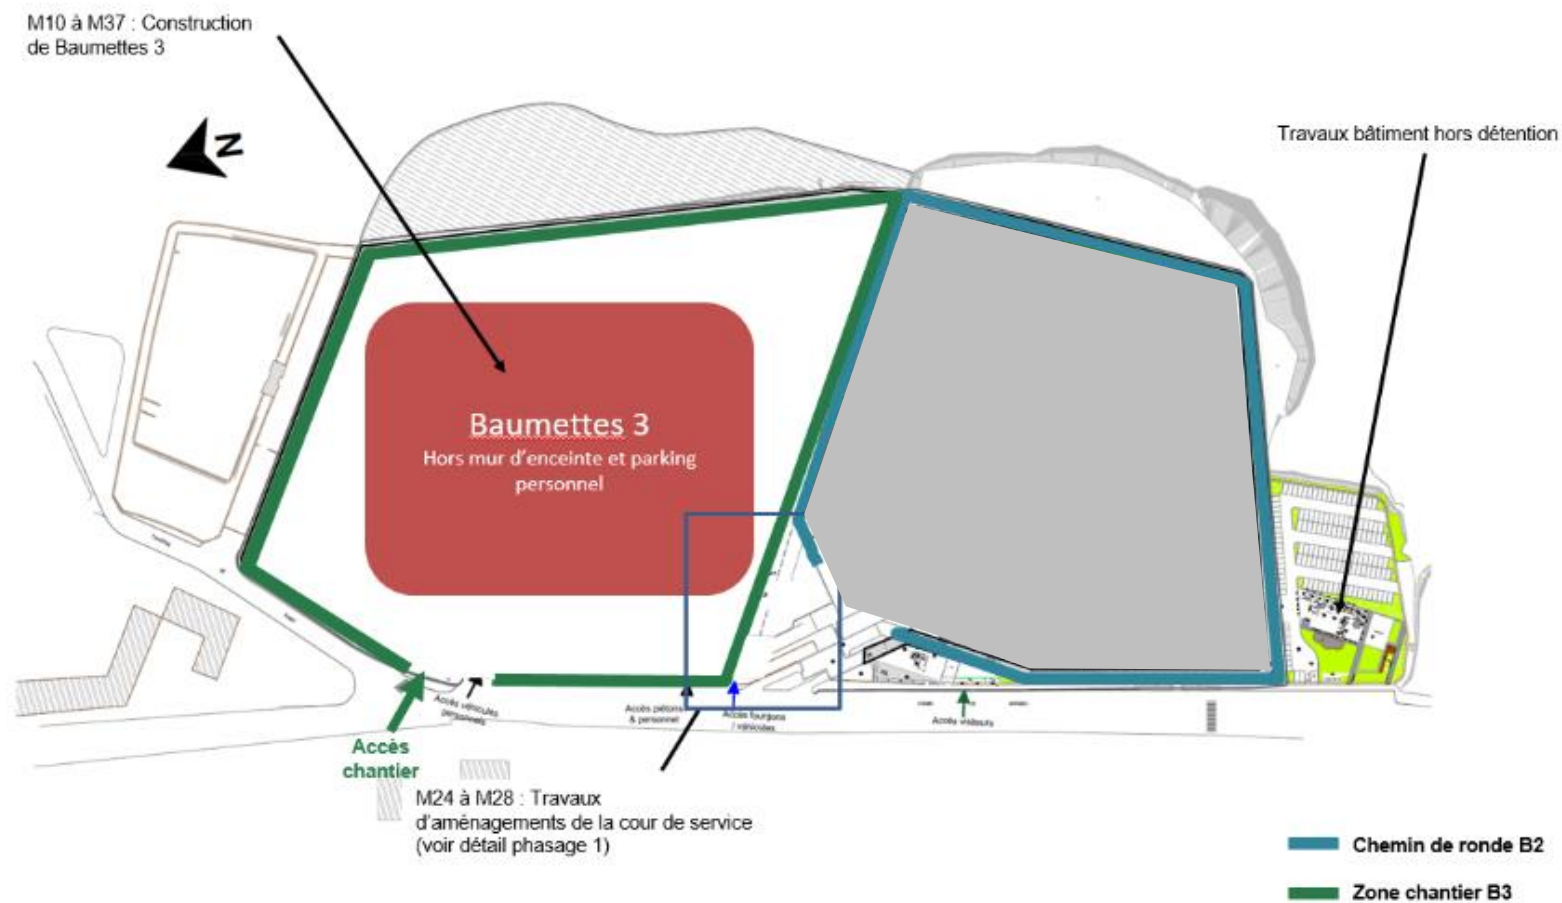 M10 à M37 : Construction
de Baumettes 3
N
Travaux bâtiment hors détention
Baumettes 3
Hors mur d'enceinte et parking
personnel
Accès véhicules
personnels
Accès piétons
& personnel
Accès fourgons
/ véhicules
Accès visiteurs
Accès
chantier
M24 à M28 : Travaux
d'aménagements de la cour de service
(voir détail phasage 1)
Chemin de ronde B2
Zone chantier B3